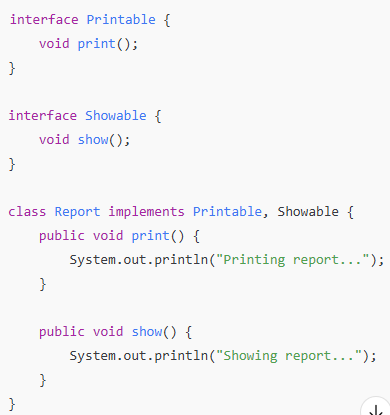 interface Printable {
    void print();
}

interface Showable {
    void show();
}

class Report implements Printable, Showable {
    public void print() {
        System.out.println("Printing report...");
    }

    public void show() {
        System.out.println("Showing report...");
    }
}